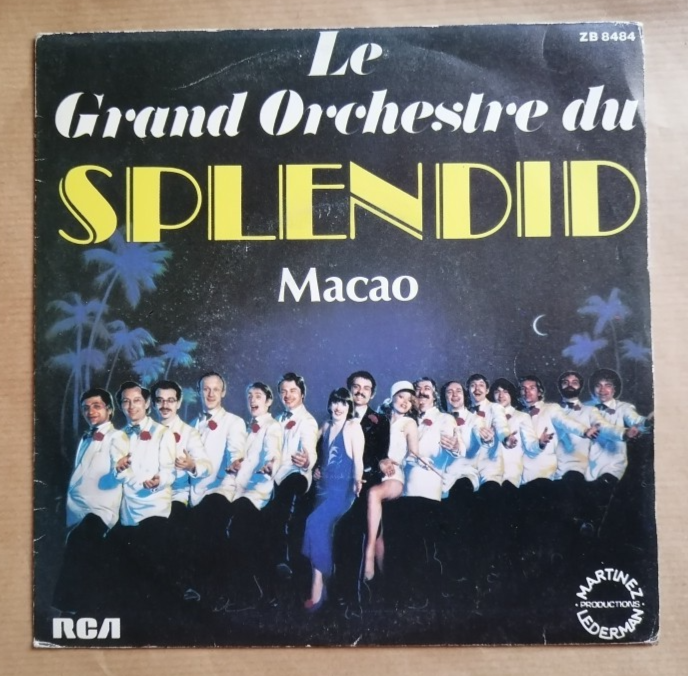 ZB 8484
Le
Grand Orchestre du
SPLENDID
Macao
RCA
MARTINEZ
PRODUCTIONS
LEDERMAN